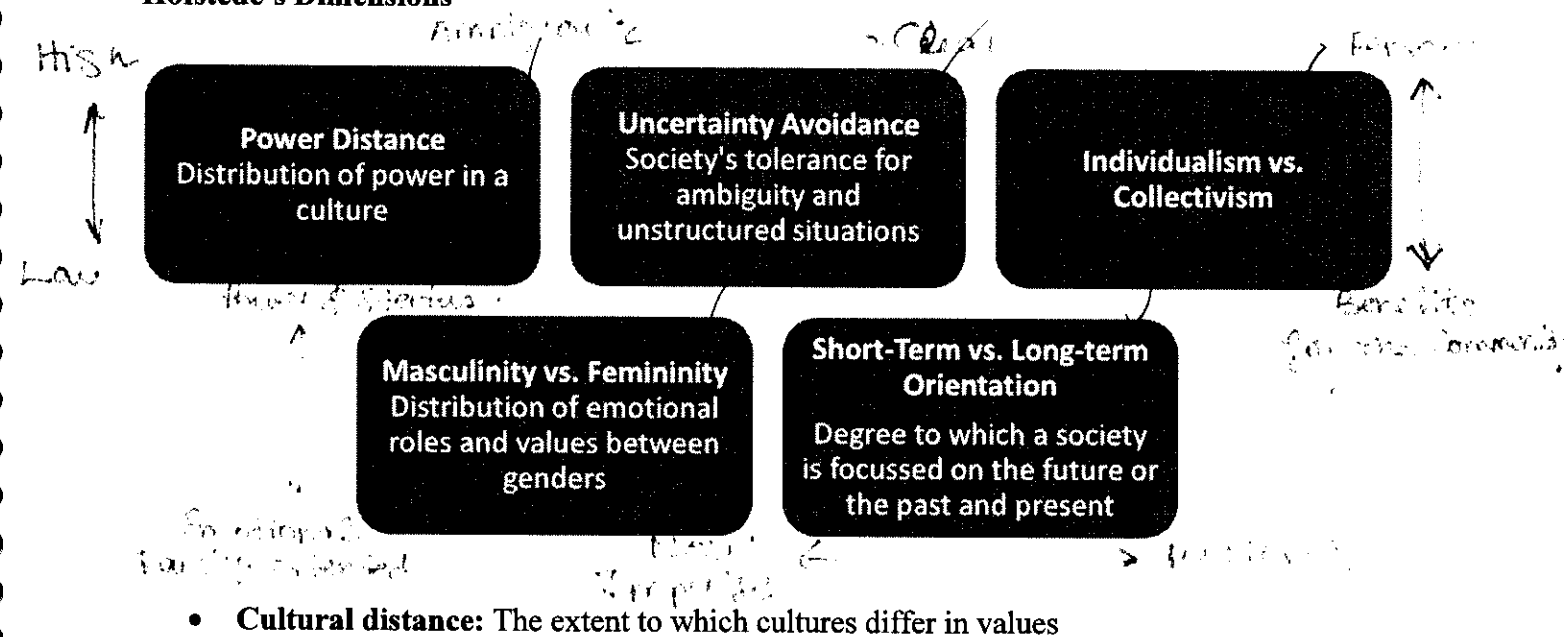 Hofstede's Dimensions
High
Power Distance
Distribution of power in a
culture
Uncertainty Avoidance
Society's tolerance for
ambiguity and
unstructured situations
Individualism vs.
Collectivism
Low
Masculinity vs. Femininity
Distribution of emotional
roles and values between
genders
Short-Term vs. Long-term
Orientation
Degree to which a society
is focussed on the future or
the past and present
• Cultural distance: The extent to which cultures differ in values